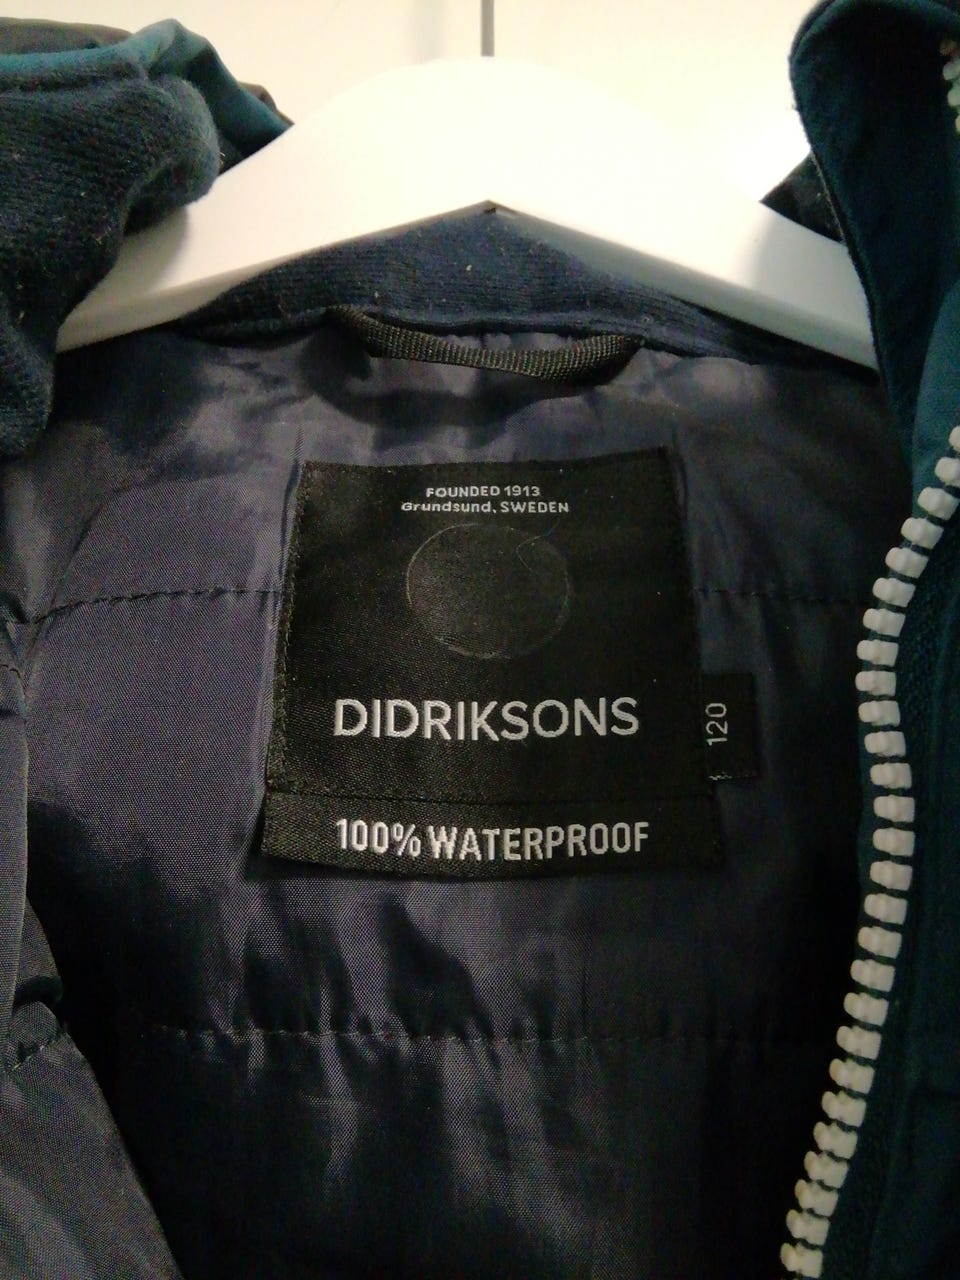 FOUNDED 1913
Grundsund, SWEDEN
DIDRIKSONS
120
100% WATERPROOF